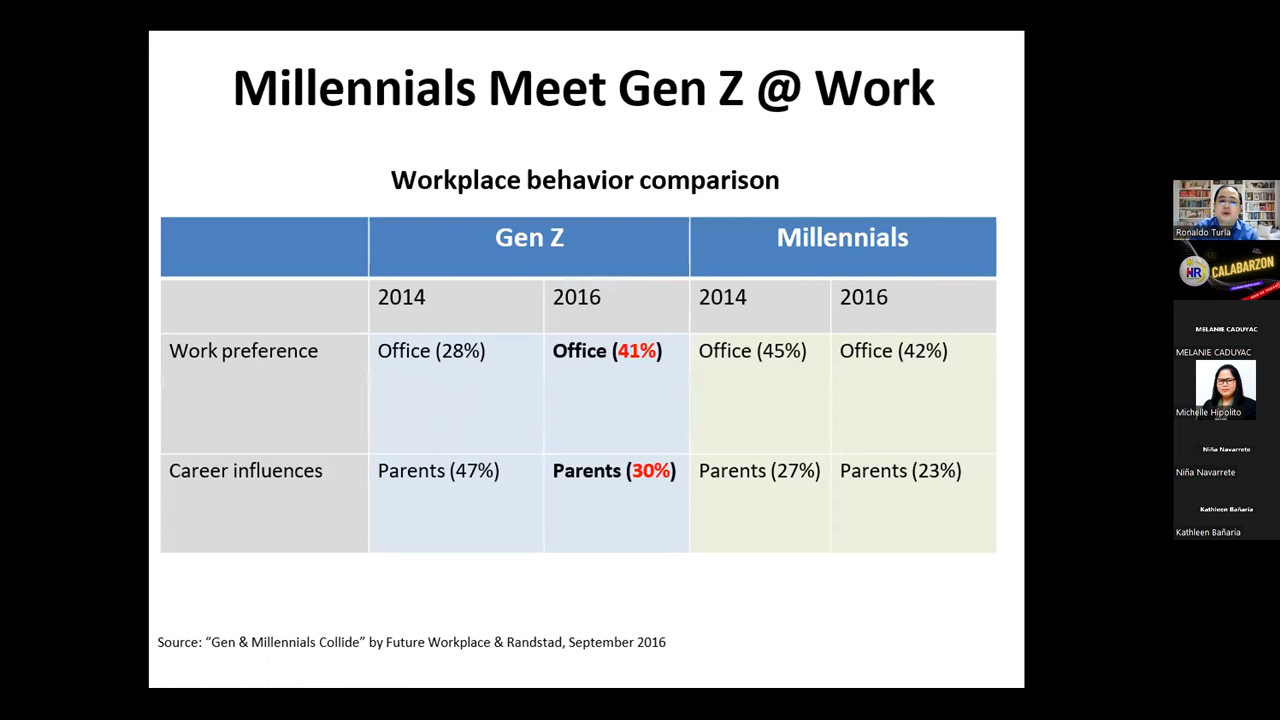 Millennials Meet Gen Z @ Work
Workplace behavior comparison
Gen Z Millennials
2014 2016 2014 2016
Work preference Office (28%) Office (41%) Office (45%) Office (42%)
Career influences Parents (47%) Parents (30%) Parents (27%) Parents (23%)
Source: “Gen & Millennials Collide” by Future Workplace & Randstad, September 2016
Ronaldo Turla
CALABARZON
MELANIE CADUYAC
MELANIE CADUYAC
Michelle Hipolito
Niña Navarrete
Niña Navarrete
Kathleen Bañaria
Kathleen Bañaria